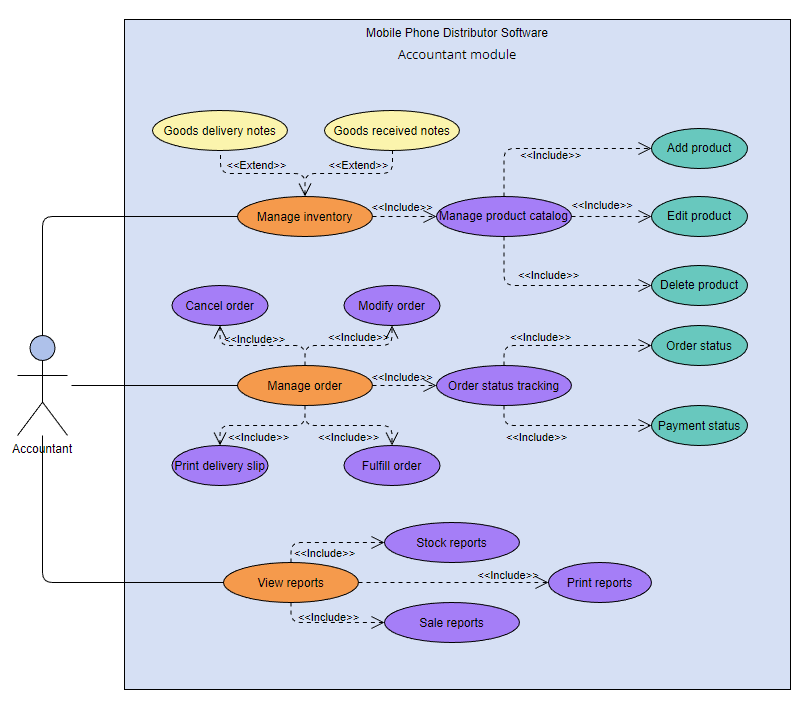 Mobile Phone Distributor Software
Accountant module
Goods delivery notes
Goods received notes
<<Extend>>
<<Extend>>
Manage inventory
<<Include>>
Manage product catalog
<<Include>>
Add product
<<Include>>
Edit product
<<Include>>
Delete product
Cancel order
Modify order
<<Include>>
<<Include>>
Manage order
<<Include>>
Order status tracking
<<Include>>
Order status
<<Include>>
Payment status
<<Include>>
<<Include>>
Print delivery slip
Fulfill order
Accountant
Stock reports
<<Include>>
View reports
<<Include>>
Print reports
<<Include>>
Sale reports